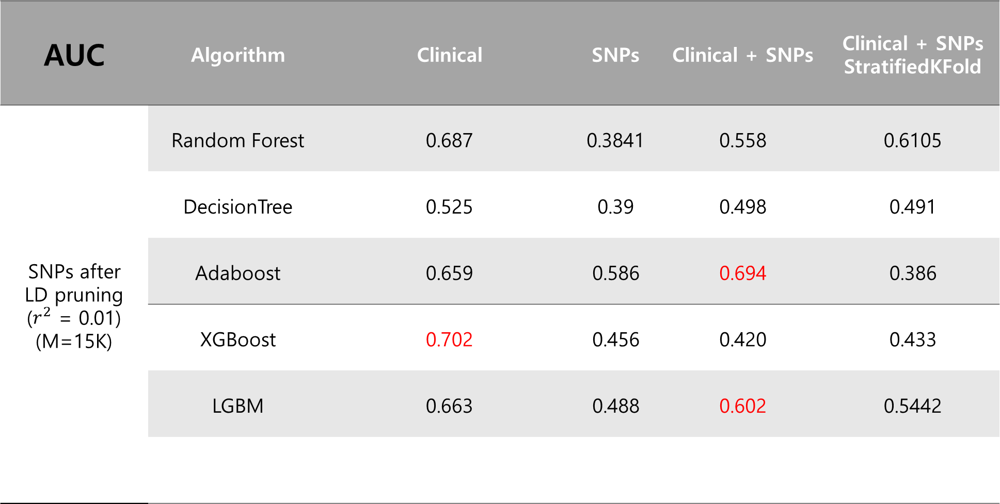 AUC Algorithm Clinical SNPs Clinical + SNPs Clinical + SNPs
StratifiedKFold
SNPs after
LD pruning
(r² = 0.01)
(M=15K)
Random Forest 0.687 0.3841 0.558 0.6105
DecisionTree 0.525 0.39 0.498 0.491
Adaboost 0.659 0.586 0.694 0.386
XGBoost 0.702 0.456 0.420 0.433
LGBM 0.663 0.488 0.602 0.5442